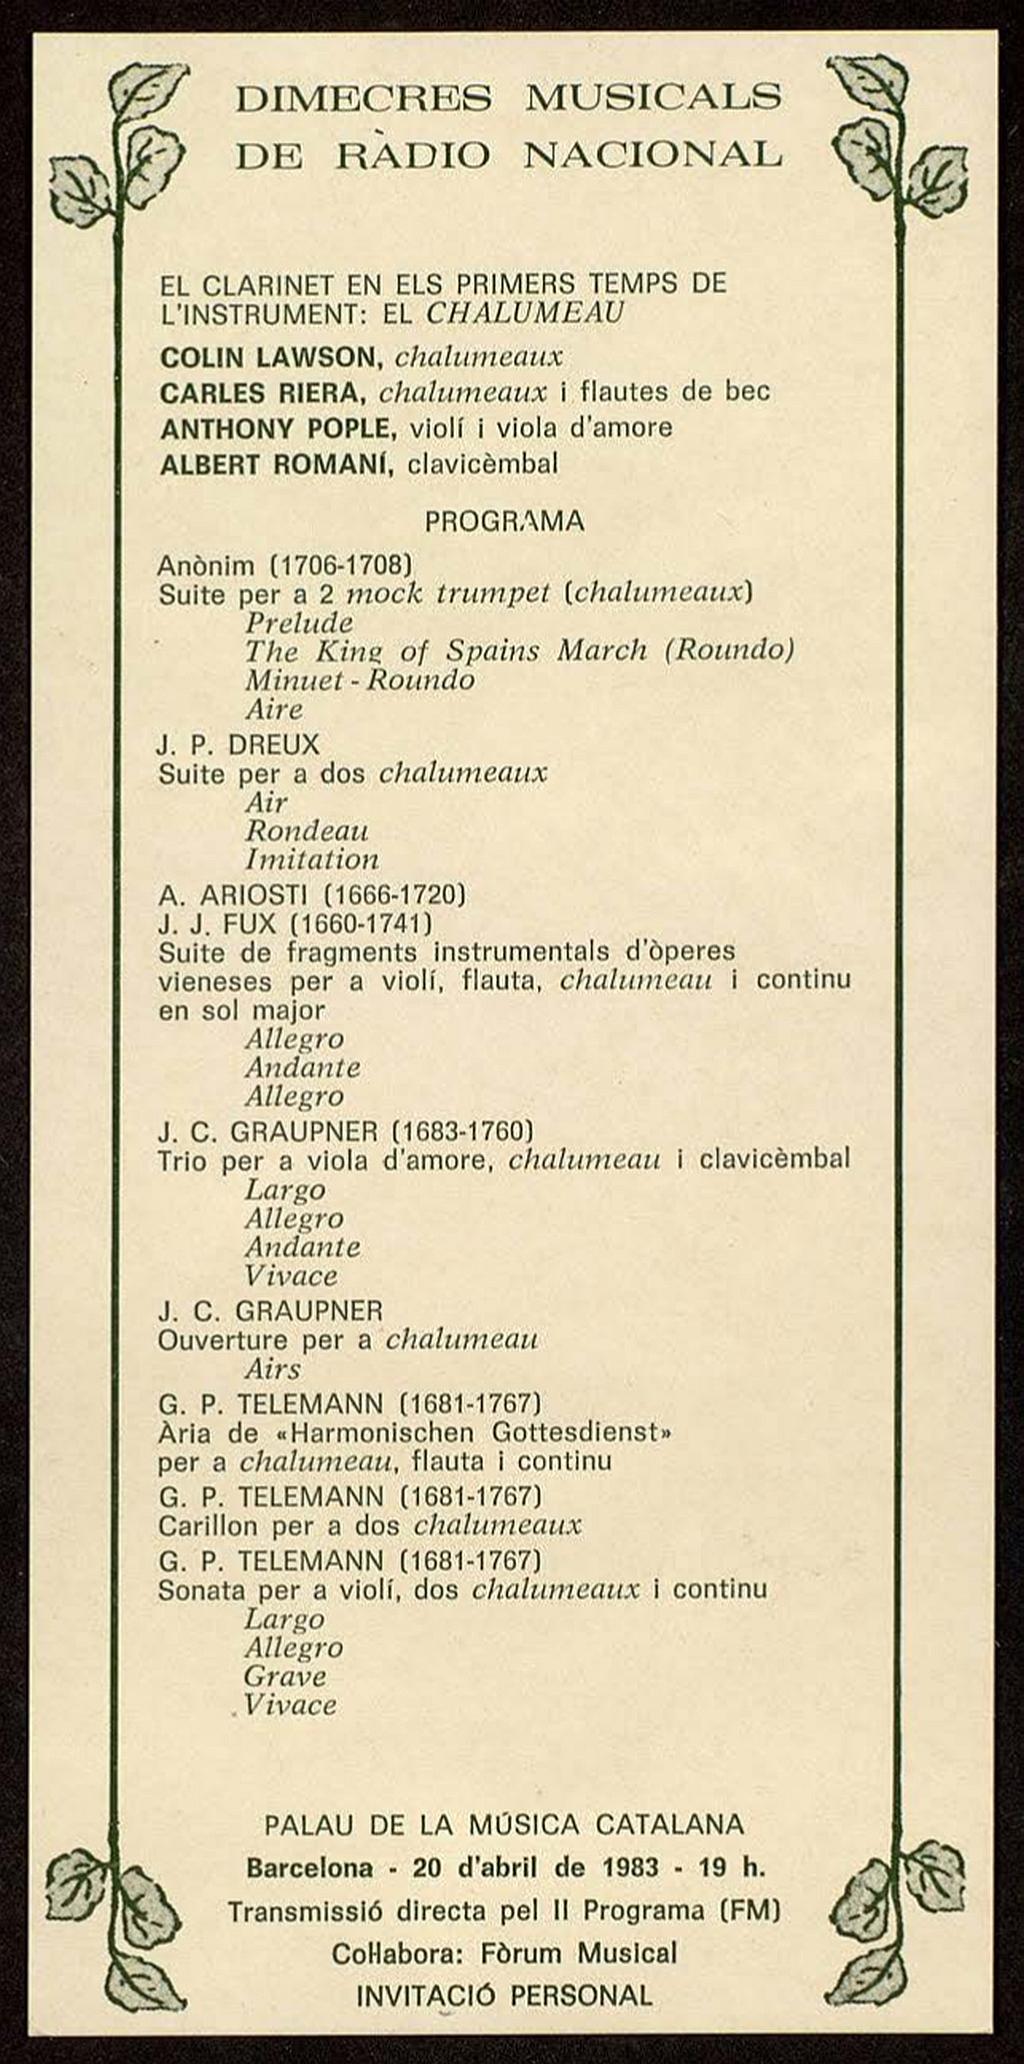 DIMECRES MUSICALS
DE RÀDIO NACIONAL
EL CLARINET EN ELS PRIMERS TEMPS DE
L'INSTRUMENT: EL CHALUMEAU
COLIN LAWSON, chalumeaux
CARLES RIERA, chalumeaux i flautes de bec
ANTHONY POPLE, violí i viola d'amore
ALBERT ROMANÍ, clavicèmbal
PROGRAMA
Anònim (1706-1708)
Suite per a 2 mock trumpet (chalumeaux)
Prelude
The King of Spains March (Roundo)
Minuet - Roundo
Aire
J. P. DREUX
Suite per a dos chalumeaux
Air
Rondeau
Imitation
A. ARIOSTI (1666-1720)
J. J. FUX (1660-1741)
Suite de fragments instrumentals d'òperes
vieneses per a violí, flauta, chalumeau i continu
en sol major
Allegro
Andante
Allegro
J. C. GRAUPNER (1683-1760)
Trio per a viola d'amore, chalumeau i clavicèmbal
Largo
Allegro
Andante
Vivace
J. C. GRAUPNER
Ouverture per a chalumeau
Airs
G. P. TELEMANN (1681-1767)
Ària de «Harmonischen Gottesdienst»
per a chalumeau, flauta i continu
G. P. TELEMANN (1681-1767)
Carillon per a dos chalumeaux
G. P. TELEMANN (1681-1767)
Sonata per a violí, dos chalumeaux i continu
Largo
Allegro
Grave
Vivace
PALAU DE LA MÚSICA CATALANA
Barcelona - 20 d'abril de 1983 - 19 h.
Transmissió directa pel II Programa (FM)
Col·labora: Fòrum Musical
INVITACIÓ PERSONAL